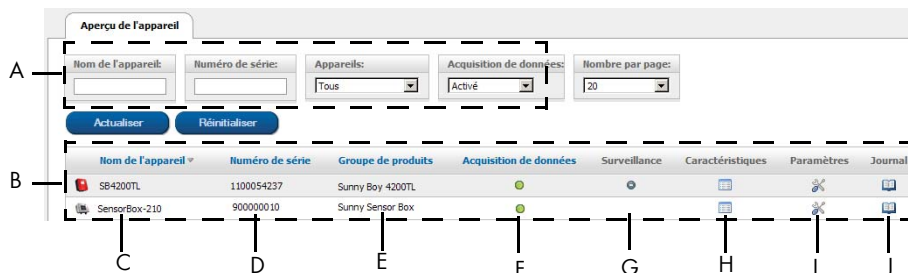 Aperçu de l'appareil
A
Nom de l'appareil: Numéro de série: Appareils: Acquisition de données: Nombre par page:
Tous Activé 20
Actualiser Réinitialiser
B
Nom de l'appareil Numéro de série Groupe de produits Acquisition de données Surveillance Caractéristiques Paramètres Journal
SB4200TL 1100054237 Sunny Boy 4200TL
SensorBox-210 900000010 Sunny Sensor Box
C D E F G H